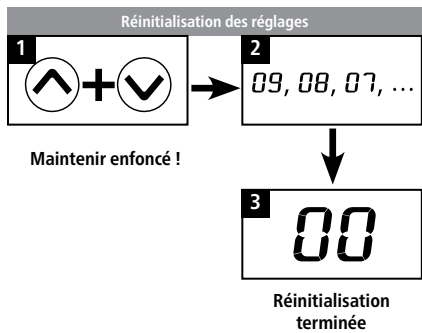 Réinitialisation des réglages
1
+
Maintenir enfoncé !
2
09, 08, 07, ...
3
00
Réinitialisation
terminée